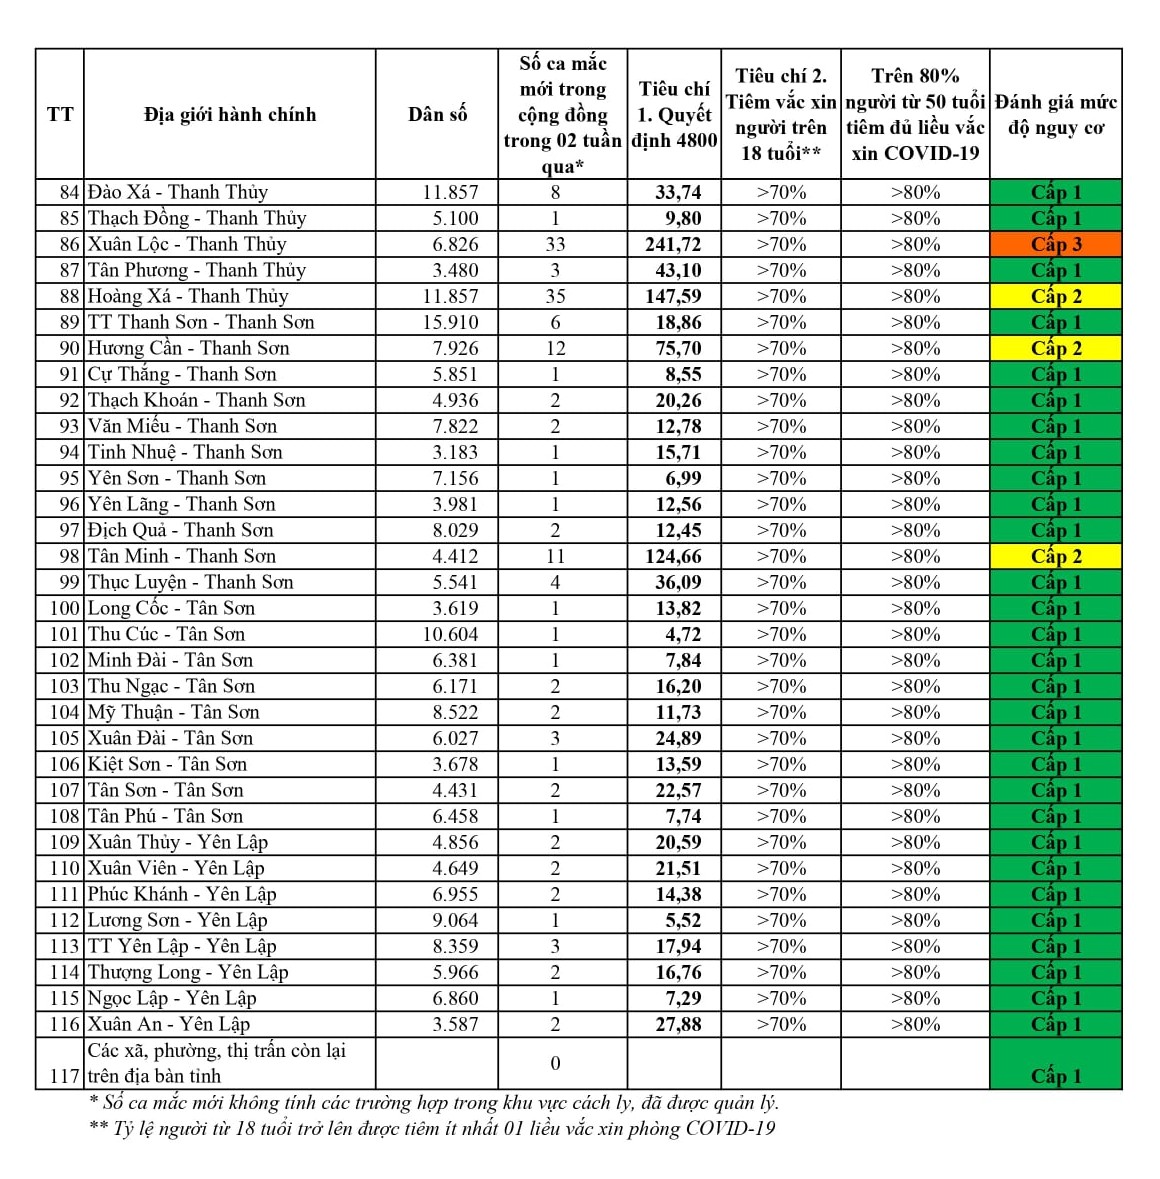 TT | Địa giới hành chính | Dân số | Số ca mắc mới trong cộng đồng trong 02 tuần qua* | Tiêu chí 1. Quyết định 4800 | Tiêu chí 2. Tiêm vắc xin người trên 18 tuổi** | Trên 80% người từ 50 tuổi tiêm đủ liều vắc xin COVID-19 | Đánh giá mức độ nguy cơ
84 | Đào Xá - Thanh Thủy | 11.857 | 8 | 33,74 | >70% | >80% | Cấp 1
85 | Thạch Đồng - Thanh Thủy | 5.100 | 1 | 9,80 | >70% | >80% | Cấp 1
86 | Xuân Lộc - Thanh Thủy | 6.826 | 33 | 241,72 | >70% | >80% | Cấp 3
87 | Tân Phương - Thanh Thủy | 3.480 | 3 | 43,10 | >70% | >80% | Cấp 1
88 | Hoàng Xá - Thanh Thủy | 11.857 | 35 | 147,59 | >70% | >80% | Cấp 2
89 | TT Thanh Sơn - Thanh Sơn | 15.910 | 6 | 18,86 | >70% | >80% | Cấp 1
90 | Hương Cần - Thanh Sơn | 7.926 | 12 | 75,70 | >70% | >80% | Cấp 2
91 | Cự Thắng - Thanh Sơn | 5.851 | 1 | 8,55 | >70% | >80% | Cấp 1
92 | Thạch Khoán - Thanh Sơn | 4.936 | 2 | 20,26 | >70% | >80% | Cấp 1
93 | Văn Miếu - Thanh Sơn | 7.822 | 2 | 12,78 | >70% | >80% | Cấp 1
94 | Tinh Nhuệ - Thanh Sơn | 3.183 | 1 | 15,71 | >70% | >80% | Cấp 1
95 | Yên Sơn - Thanh Sơn | 7.156 | 1 | 6,99 | >70% | >80% | Cấp 1
96 | Yên Lãng - Thanh Sơn | 3.981 | 1 | 12,56 | >70% | >80% | Cấp 1
97 | Địch Quả - Thanh Sơn | 8.029 | 2 | 12,45 | >70% | >80% | Cấp 1
98 | Tân Minh - Thanh Sơn | 4.412 | 11 | 124,66 | >70% | >80% | Cấp 2
99 | Thục Luyện - Thanh Sơn | 5.541 | 4 | 36,09 | >70% | >80% | Cấp 1
100 | Long Cốc - Tân Sơn | 3.619 | 1 | 13,82 | >70% | >80% | Cấp 1
101 | Thu Cúc - Tân Sơn | 10.604 | 1 | 4,72 | >70% | >80% | Cấp 1
102 | Minh Đài - Tân Sơn | 6.381 | 1 | 7,84 | >70% | >80% | Cấp 1
103 | Thu Ngạc - Tân Sơn | 6.171 | 2 | 16,20 | >70% | >80% | Cấp 1
104 | Mỹ Thuận - Tân Sơn | 8.522 | 2 | 11,73 | >70% | >80% | Cấp 1
105 | Xuân Đài - Tân Sơn | 6.027 | 3 | 24,89 | >70% | >80% | Cấp 1
106 | Kiệt Sơn - Tân Sơn | 3.678 | 1 | 13,59 | >70% | >80% | Cấp 1
107 | Tân Sơn - Tân Sơn | 4.431 | 2 | 22,57 | >70% | >80% | Cấp 1
108 | Tân Phú - Tân Sơn | 6.458 | 1 | 7,74 | >70% | >80% | Cấp 1
109 | Xuân Thủy - Yên Lập | 4.856 | 2 | 20,59 | >70% | >80% | Cấp 1
110 | Xuân Viên - Yên Lập | 4.649 | 2 | 21,51 | >70% | >80% | Cấp 1
111 | Phúc Khánh - Yên Lập | 6.955 | 2 | 14,38 | >70% | >80% | Cấp 1
112 | Lương Sơn - Yên Lập | 9.064 | 1 | 5,52 | >70% | >80% | Cấp 1
113 | TT Yên Lập - Yên Lập | 8.359 | 3 | 17,94 | >70% | >80% | Cấp 1
114 | Thượng Long - Yên Lập | 5.966 | 2 | 16,76 | >70% | >80% | Cấp 1
115 | Ngọc Lập - Yên Lập | 6.860 | 1 | 7,29 | >70% | >80% | Cấp 1
116 | Xuân An - Yên Lập | 3.587 | 2 | 27,88 | >70% | >80% | Cấp 1
117 | Các xã, phường, thị trấn còn lại trên địa bàn tỉnh | 0 | Cấp 1
* Số ca mắc mới không tính các trường hợp trong khu vực cách ly, đã được quản lý.
** Tỷ lệ người từ 18 tuổi trở lên được tiêm ít nhất 01 liều vắc xin phòng COVID-19